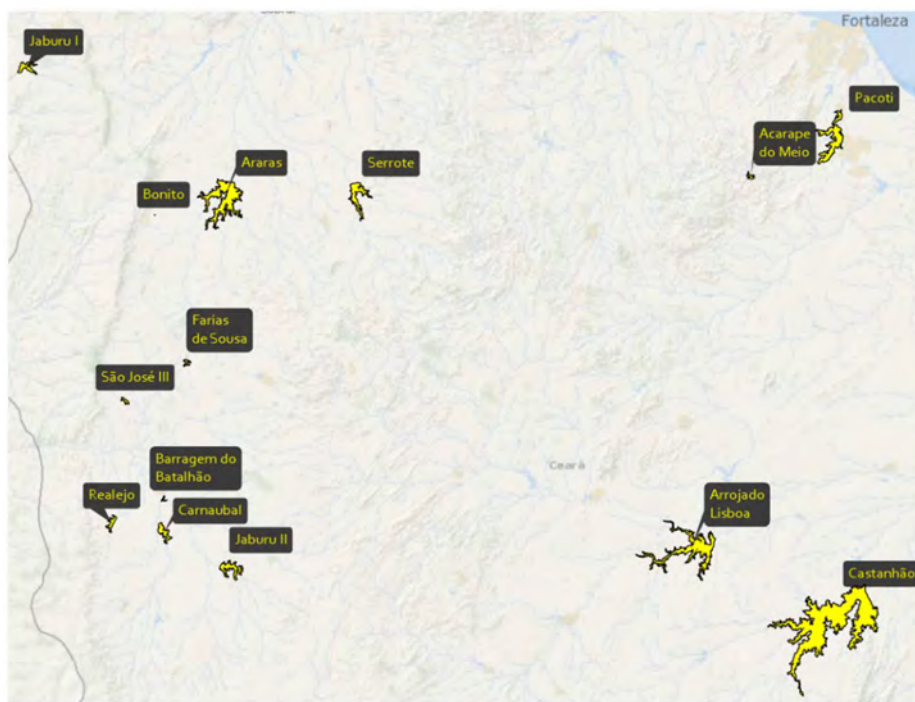 Fortaleza
Jaburu I
Pacoti
Acarape
do Meio
Araras
Serrote
Bonito
Farias
de Sousa
São José III
Barragem do
Batalhão
Ceará
Realejo
Carnaubal
Arrojado
Lisboa
Jaburu II
Castanhão